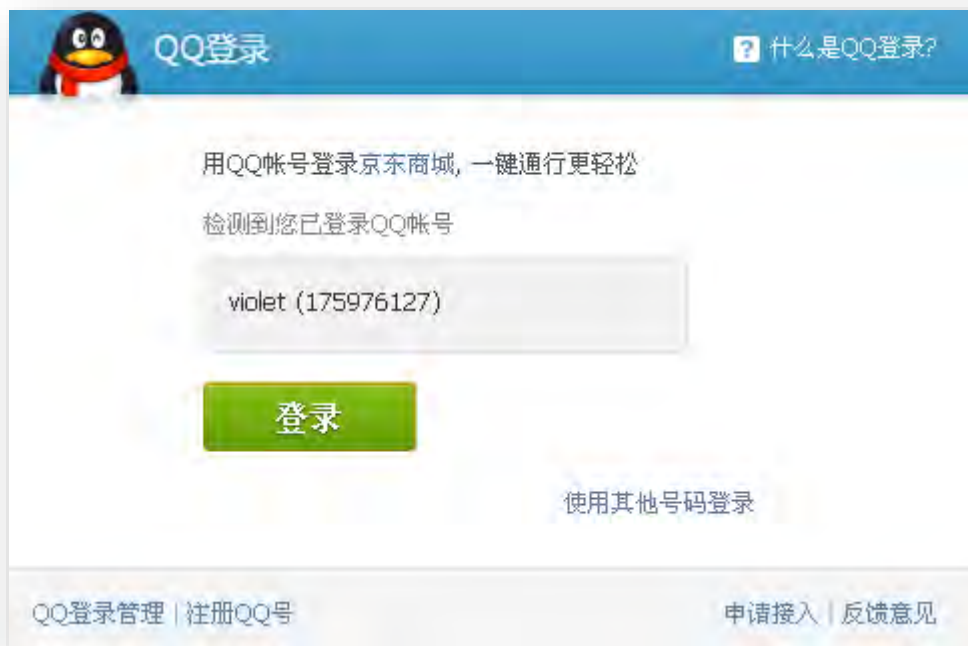 QQ登录
? 什么是QQ登录?
用QQ帐号登录京东商城, 一键通行更轻松
检测到您已登录QQ帐号
violet (175976127)
登录
使用其他号码登录
QQ登录管理 | 注册QQ号
申请接入 | 反馈意见